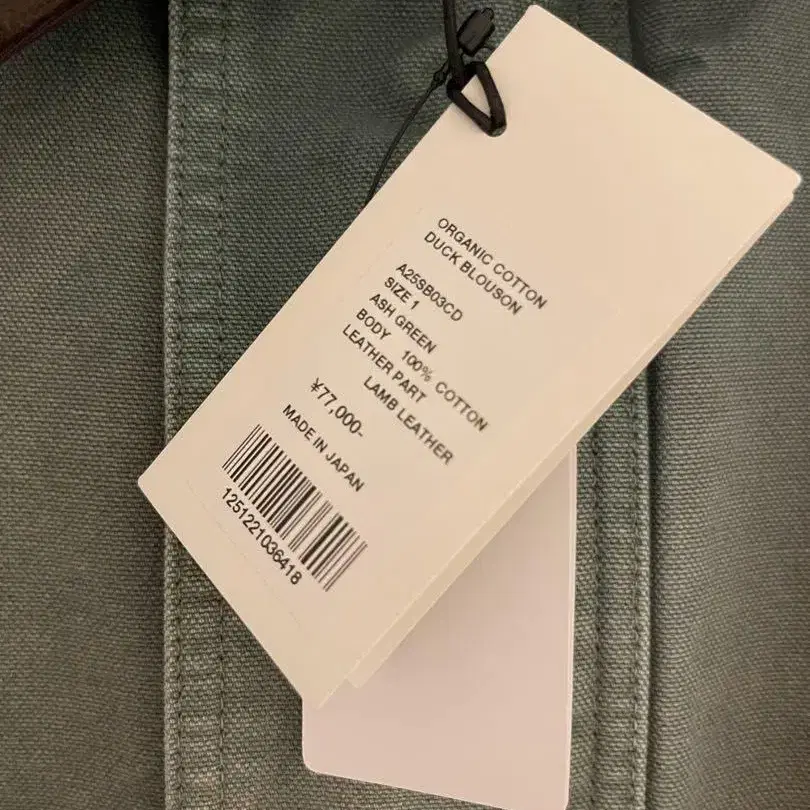 ORGANIC COTTON
DUCK BLOUSON
A25SB03CD
SIZE 1
ASH GREEN
BODY 100% COTTON
LEATHER PART
LAMB LEATHER
¥77,000-
MADE IN JAPAN
1251221036418